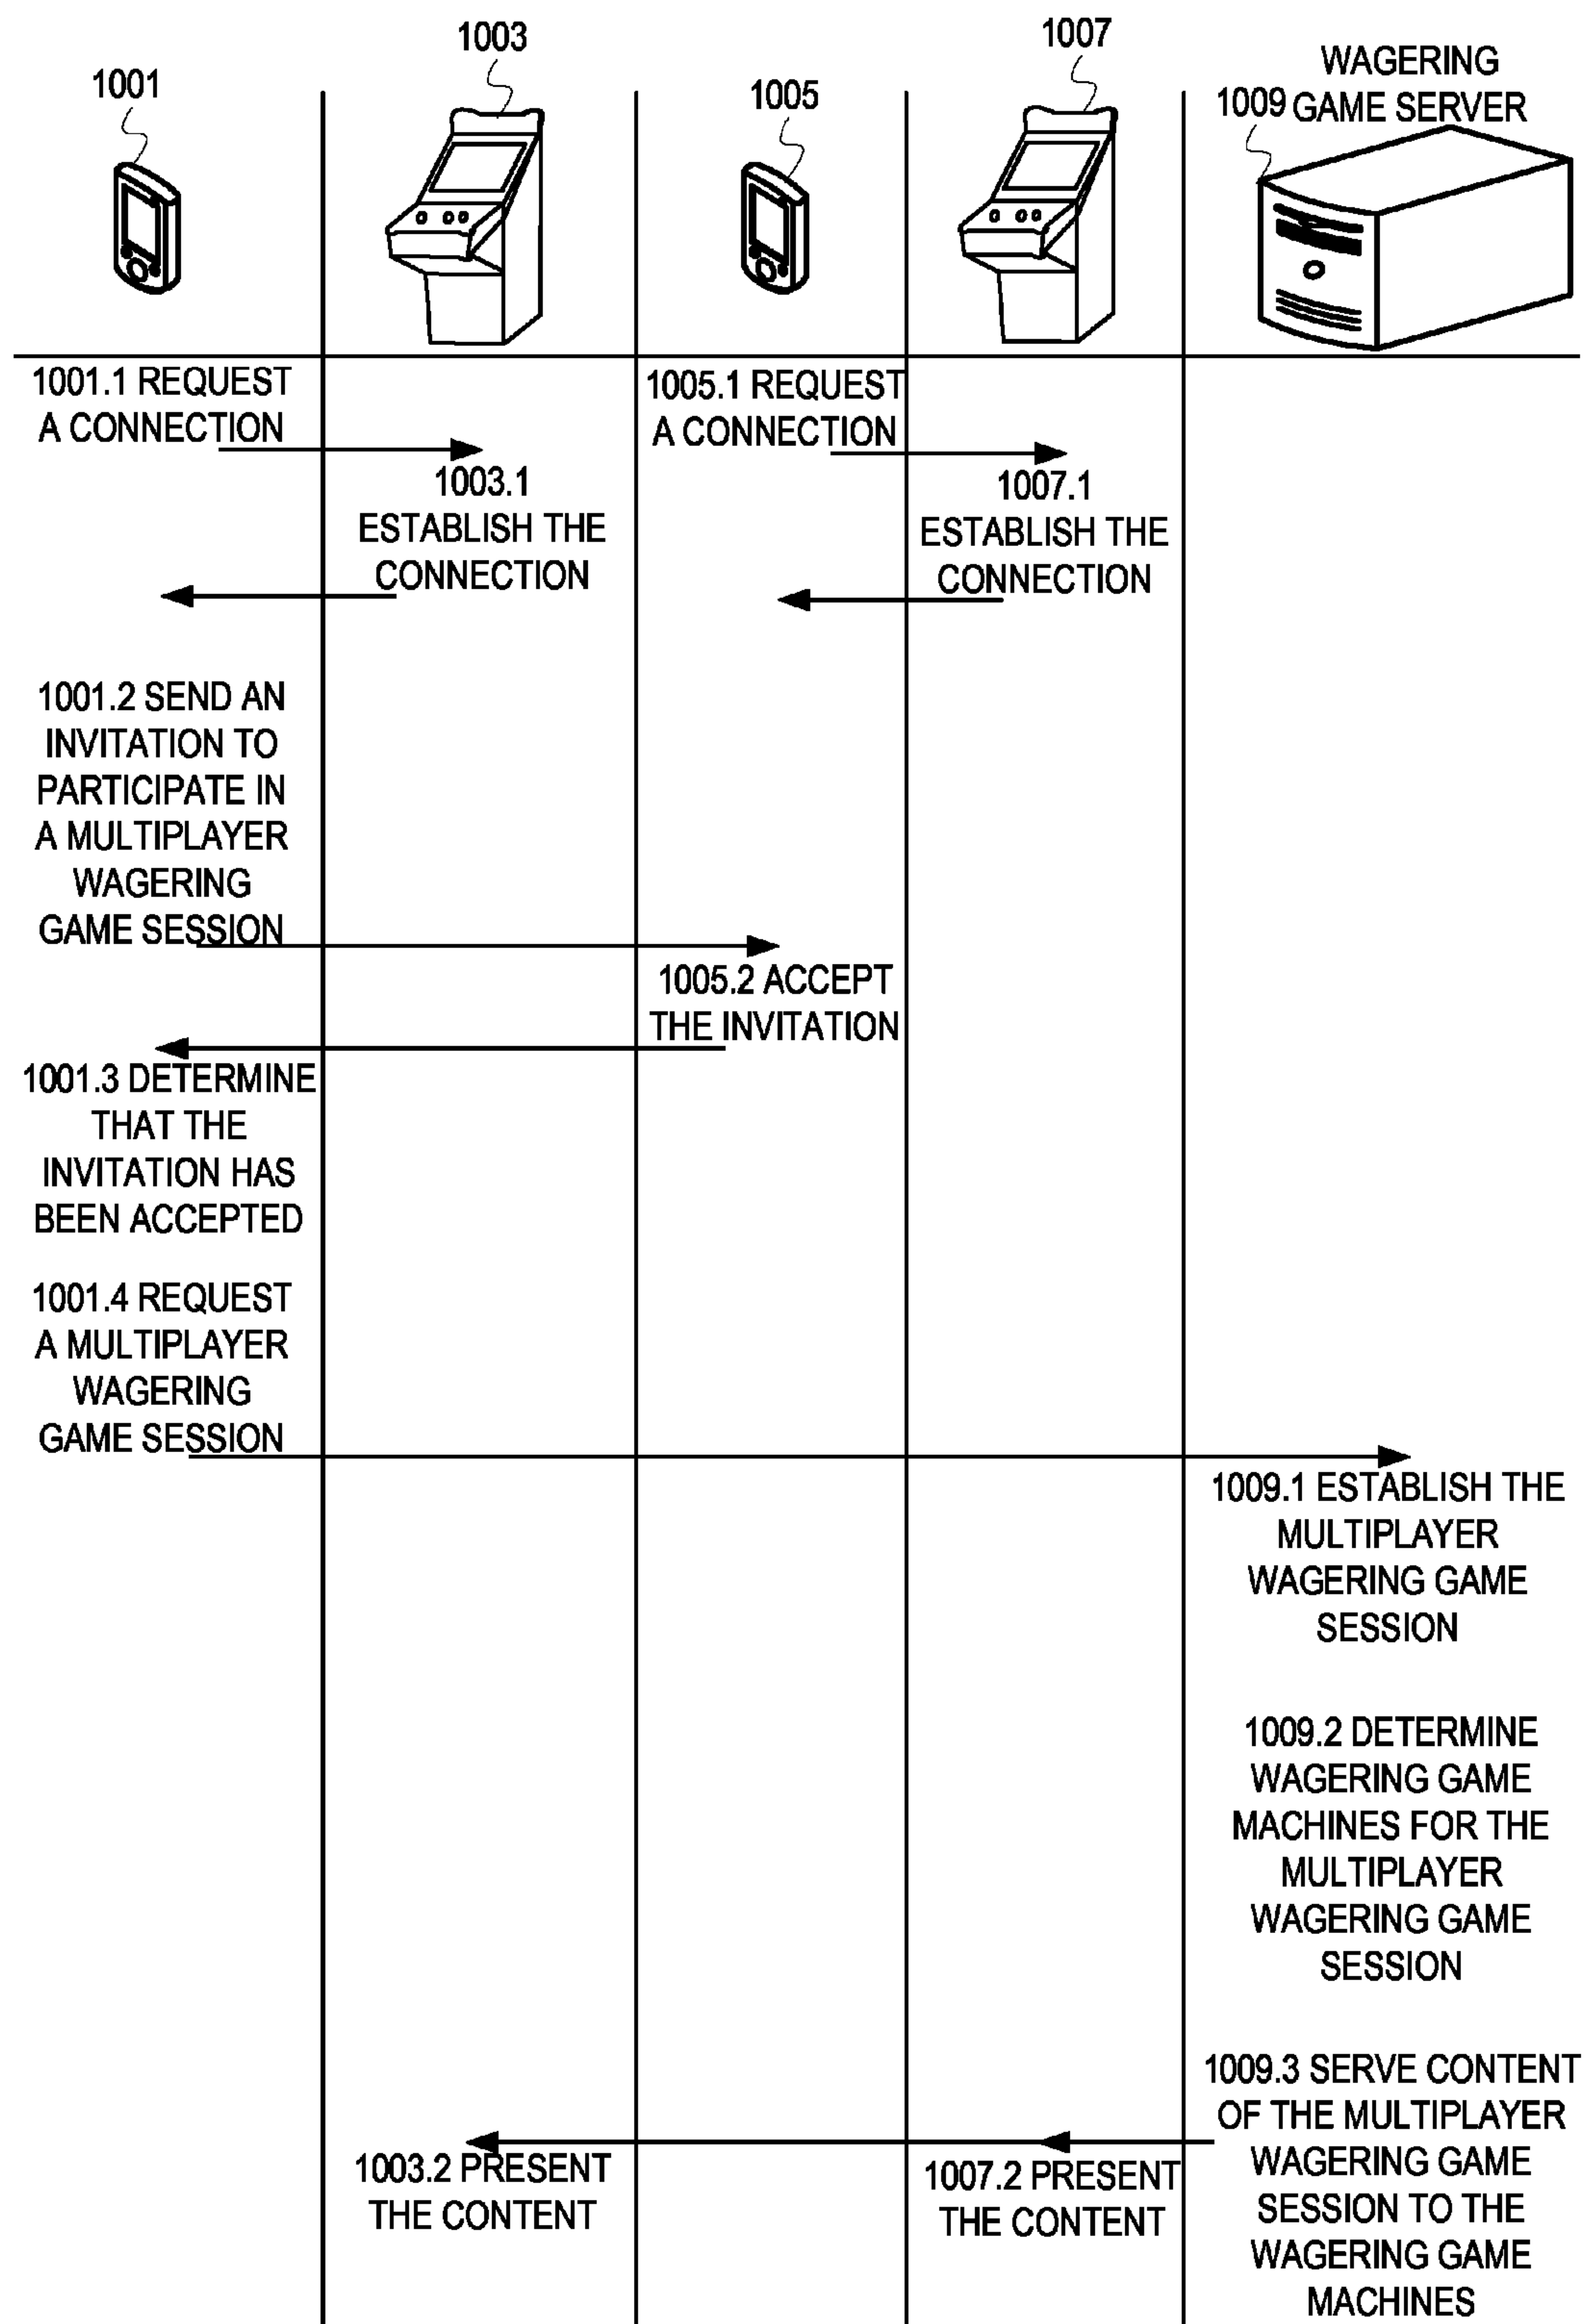 1001
1003
1005
1007
WAGERING
1009 GAME SERVER
1001.1 REQUEST
A CONNECTION
1005.1 REQUEST
A CONNECTION
1003.1
ESTABLISH THE
CONNECTION
1007.1
ESTABLISH THE
CONNECTION
1001.2 SEND AN
INVITATION TO
PARTICIPATE IN
A MULTIPLAYER
WAGERING
GAME SESSION
1005.2 ACCEPT
THE INVITATION
1001.3 DETERMINE
THAT THE
INVITATION HAS
BEEN ACCEPTED
1001.4 REQUEST
A MULTIPLAYER
WAGERING
GAME SESSION
1009.1 ESTABLISH THE
MULTIPLAYER
WAGERING GAME
SESSION
1009.2 DETERMINE
WAGERING GAME
MACHINES FOR THE
MULTIPLAYER
WAGERING GAME
SESSION
1009.3 SERVE CONTENT
OF THE MULTIPLAYER
WAGERING GAME
SESSION TO THE
WAGERING GAME
MACHINES
1003.2 PRESENT
THE CONTENT
1007.2 PRESENT
THE CONTENT